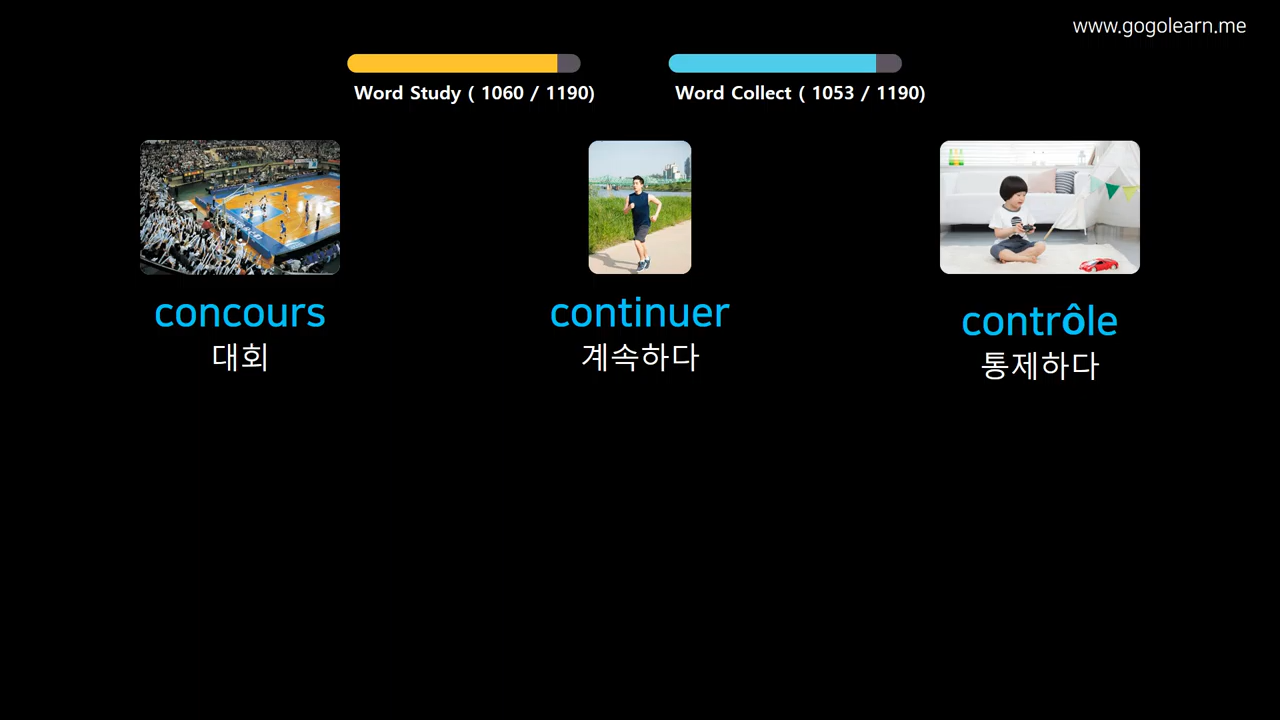 www.gogolearn.me
Word Study ( 1060 / 1190)
Word Collect ( 1053 / 1190)
concours
대회
continuer
계속하다
contrôle
통제하다